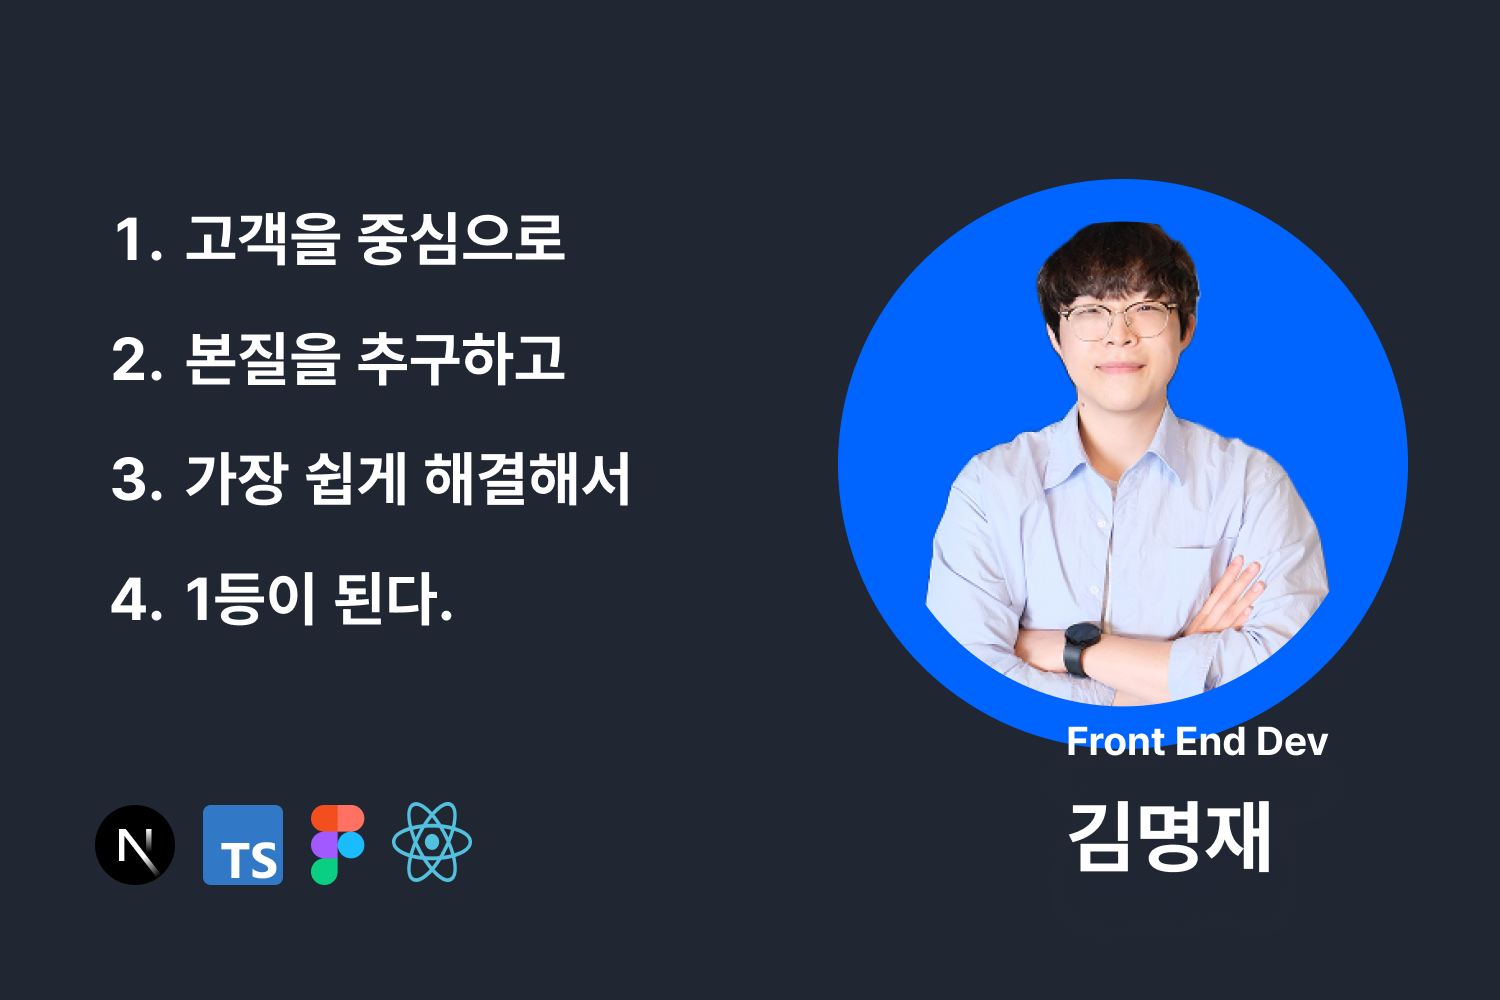 1. 고객을 중심으로
2. 본질을 추구하고
3. 가장 쉽게 해결해서
4. 1등이 된다.
Front End Dev
김명재
N
TS